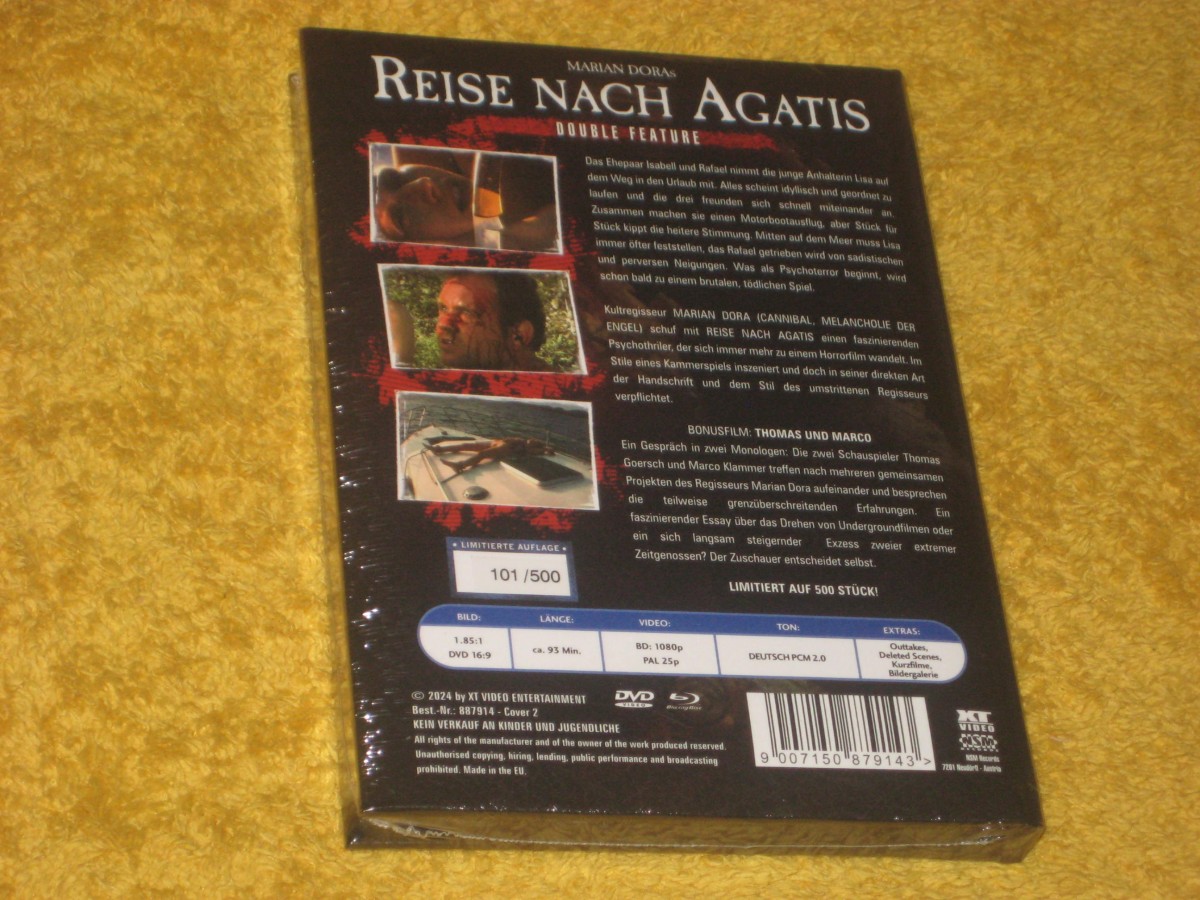 MARIAN DORAs
REISE NACH AGATIS
DOUBLE FEATURE
Das Ehepaar Isabell und Rafael nimmt die junge Anhalterin Lisa auf
dem Weg in den Urlaub mit. Alles scheint idyllisch und geordnet zu
laufen und die drei freunden sich schnell miteinander an.
Zusammen machen sie einen Motorbootausflug, aber Stück für
Stück kippt die heitere Stimmung. Mitten auf dem Meer muss Lisa
immer öfter feststellen, das Rafael getrieben wird von sadistischen
und perversen Neigungen. Was als Psychoterror beginnt, wird
schon bald zu einem brutalen, tödlichen Spiel.
Kultregisseur MARIAN DORA (CANNIBAL, MELANCHOLIE DER
ENGEL) schuf mit REISE NACH AGATIS einen faszinierenden
Psychothriler, der sich immer mehr zu einem Horrorfilm wandelt. Im
Stile eines Kammerspiels inszeniert und doch in seiner direkten Art
der Handschrift und dem Stil des umstrittenen Regisseurs
verpflichtet.
BONUSFILM: THOMAS UND MARCO
Ein Gespräch in zwei Monologen: Die zwei Schauspieler Thomas
Goersch und Marco Klammer treffen nach mehreren gemeinsamen
Projekten des Regisseurs Marian Dora aufeinander und besprechen
die teilweise grenzüberschreitenden Erfahrungen. Ein
faszinierender Essay über das Drehen von Undergroundfilmen oder
ein sich langsam steigernder Exzess zweier extremer
Zeitgenossen? Der Zuschauer entscheidet selbst.
LIMITIERT AUF 500 STÜCK!
• LIMITIERTE AUFLAGE •
101 /500
BILD:
1.85:1
DVD 16:9
LÄNGE:
ca. 93 Min.
VIDEO:
BD: 1080p
PAL 25p
TON:
DEUTSCH PCM 2.0
EXTRAS:
Outtakes,
Deleted Scenes,
Kurzfilme,
Bildergalerie
© 2024 by XT VIDEO ENTERTAINMENT
Best.-Nr.: 887914 - Cover 2
KEIN VERKAUF AN KINDER UND JUGENDLICHE
All rights of the manufacturer and of the owner of the work produced reserved.
Unauthorised copying, hiring, lending, public performance and broadcasting
prohibited. Made in the EU.
DVD
VIDEO
Blu-ray Disc
9 007150 879143 >
XT
VIDEO
NSM
NSM Records
7201 Neudörfl - Austria